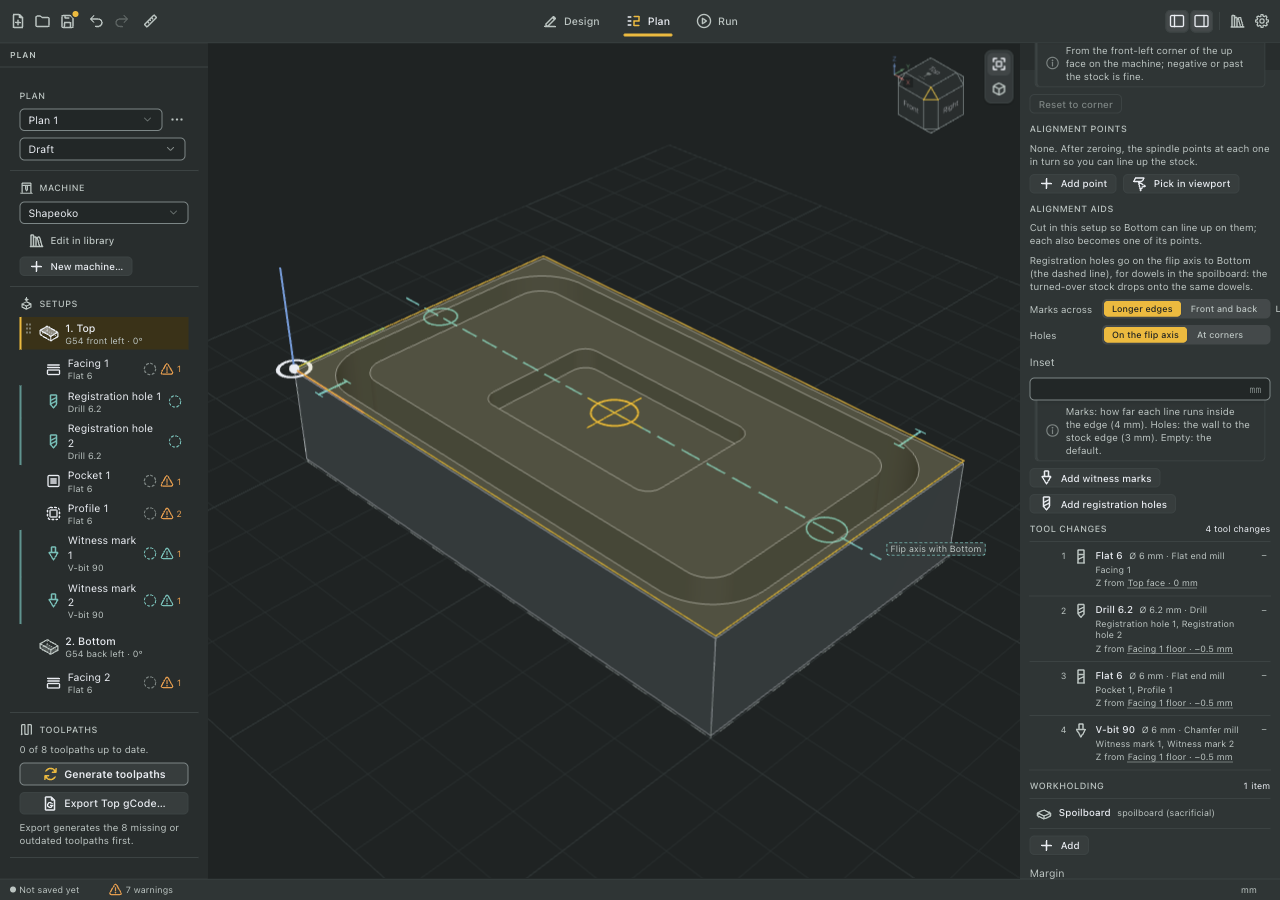 Design
Plan
Run
PLAN
PLAN
Plan 1
Draft
MACHINE
Shapeoko
Edit in library
New machine...
SETUPS
1. Top
G54 front left · 0°
Facing 1
Flat 6
1
Registration hole 1
Drill 6.2
Registration hole
2
Drill 6.2
Pocket 1
Flat 6
1
Profile 1
Flat 6
2
Witness mark
1
V-bit 90
1
Witness mark
2
V-bit 90
1
2. Bottom
G54 back left · 0°
Facing 2
Flat 6
1
TOOLPATHS
0 of 8 toolpaths up to date.
Generate toolpaths
Export Top gCode...
Export generates the 8 missing or
outdated toolpaths first.
Top
Front
Right
Flip axis with Bottom
From the front-left corner of the up
face on the machine; negative or past
the stock is fine.
Reset to corner
ALIGNMENT POINTS
None. After zeroing, the spindle points at each one
in turn so you can line up the stock.
Add point
Pick in viewport
ALIGNMENT AIDS
Cut in this setup so Bottom can line up on them;
each also becomes one of its points.
Registration holes go on the flip axis to Bottom
(the dashed line), for dowels in the spoilboard: the
turned-over stock drops onto the same dowels.
Marks across
Longer edges
Front and back
Holes
On the flip axis
At corners
Inset
mm
Marks: how far each line runs inside
the edge (4 mm). Holes: the wall to the
stock edge (3 mm). Empty: the
default.
Add witness marks
Add registration holes
TOOL CHANGES
4 tool changes
1
Flat 6 Ø 6 mm · Flat end mill –
Facing 1
Z from Top face · 0 mm
2
Drill 6.2 Ø 6.2 mm · Drill –
Registration hole 1, Registration
hole 2
Z from Facing 1 floor · −0.5 mm
3
Flat 6 Ø 6 mm · Flat end mill –
Pocket 1, Profile 1
Z from Facing 1 floor · −0.5 mm
4
V-bit 90 Ø 6 mm · Chamfer mill –
Witness mark 1, Witness mark 2
Z from Facing 1 floor · −0.5 mm
WORKHOLDING
1 item
Spoilboard spoilboard (sacrificial)
Add
Margin
Not saved yet
7 warnings
mm